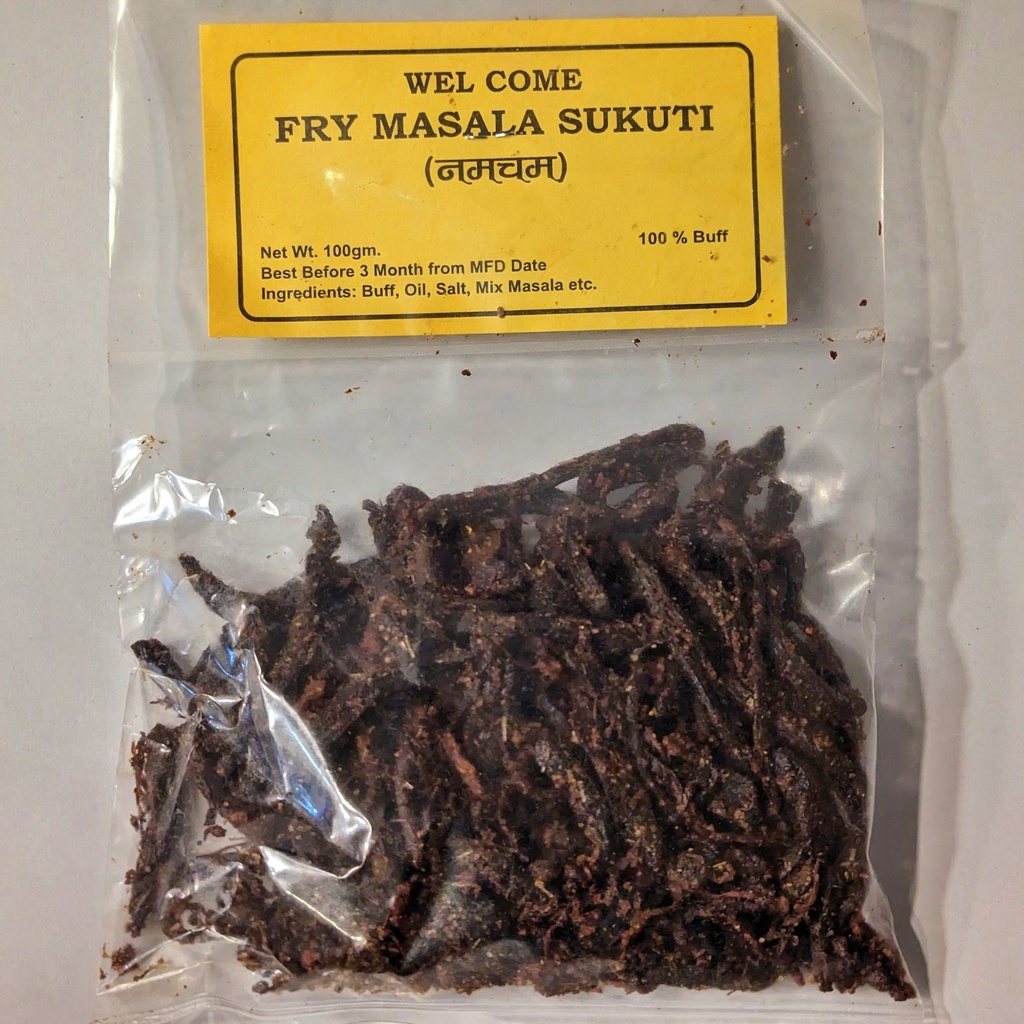 WEL COME
FRY MASALA SUKUTI
(नमचम)
100 % Buff
Net Wt. 100gm.
Best Before 3 Month from MFD Date
Ingredients: Buff, Oil, Salt, Mix Masala etc.